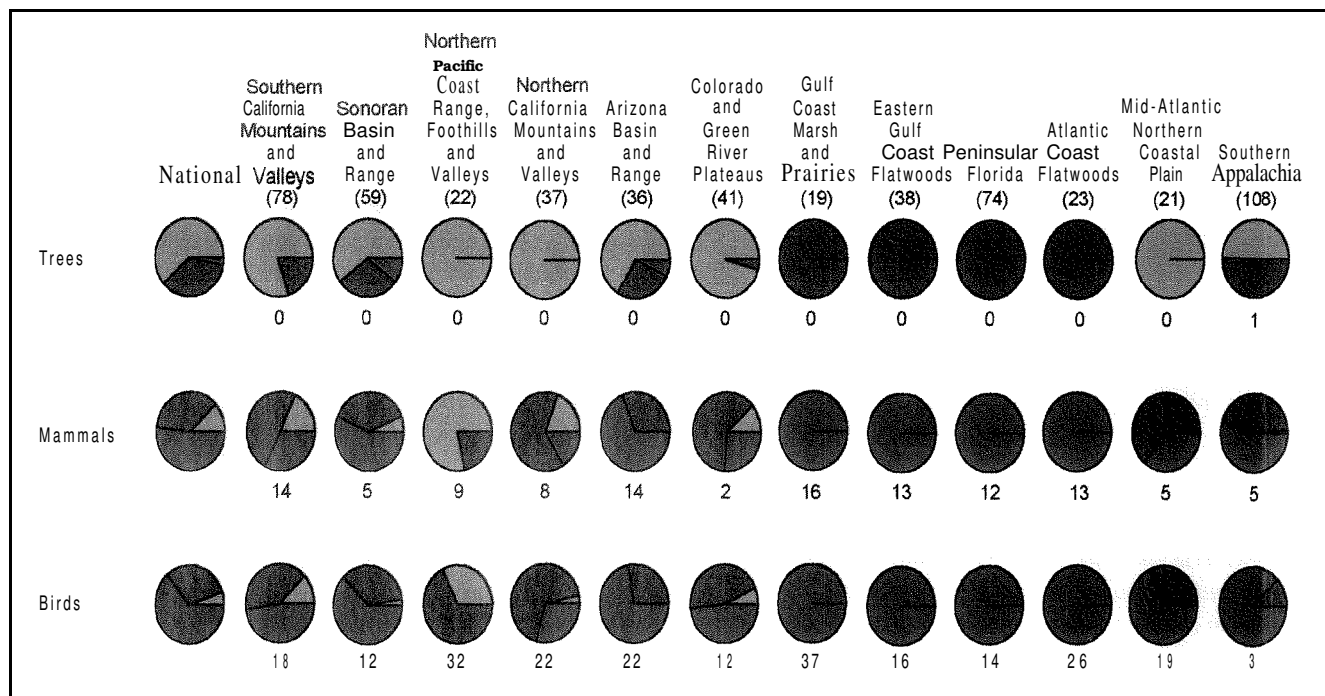 National
Southern
California
Mountains
and
Valleys
(78)
Sonoran
Basin
and
Range
(59)
Northern
Pacific
Coast
Range,
Foothills
and
Valleys
(22)
Northern
California
Mountains
and
Valleys
(37)
Arizona
Basin
and
Range
(36)
Colorado
and
Green
River
Plateaus
(41)
Gulf
Coast
Marsh
and
Prairies
(19)
Eastern
Gulf
Coast
Flatwoods
(38)
Peninsular
Florida
(74)
Atlantic
Coast
Flatwoods
(23)
Mid-Atlantic
Northern
Coastal
Plain
(21)
Southern
Appalachia
(108)
Trees
0 0 0 0 0 0 0 0 0 0 0 1
Mammals
14 5 9 8 14 2 16 13 12 13 5 5
Birds
18 12 32 22 22 12 37 16 14 26 19 3